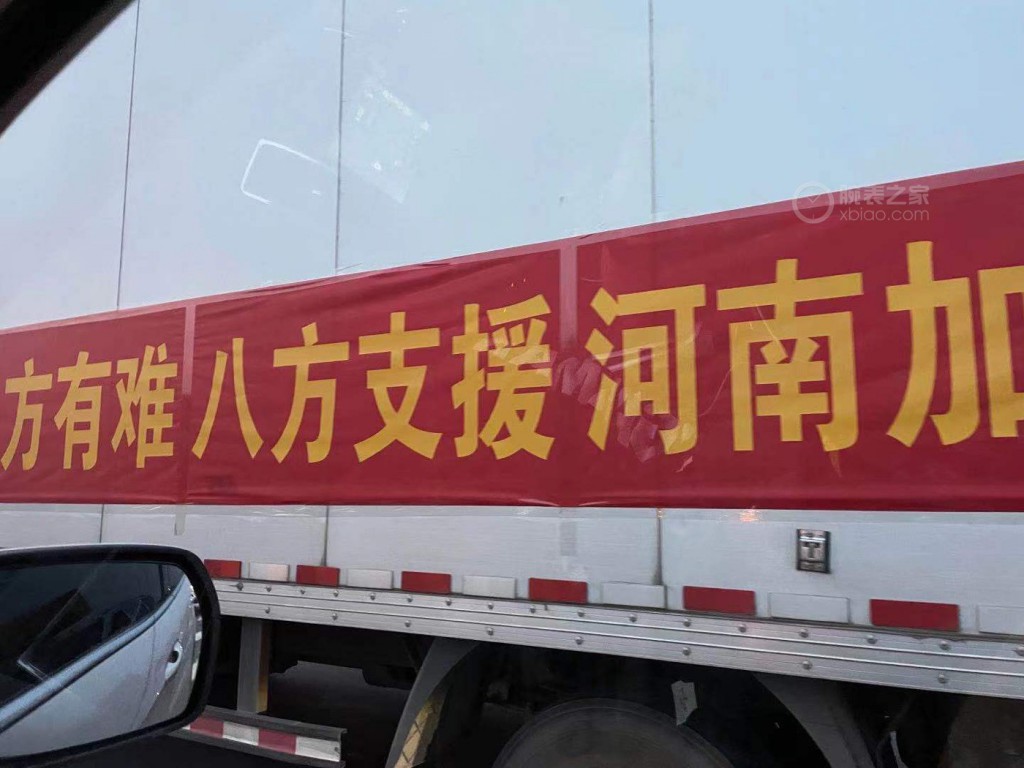 方有难 八方支援 河南加
腕表之家
xbiao.com